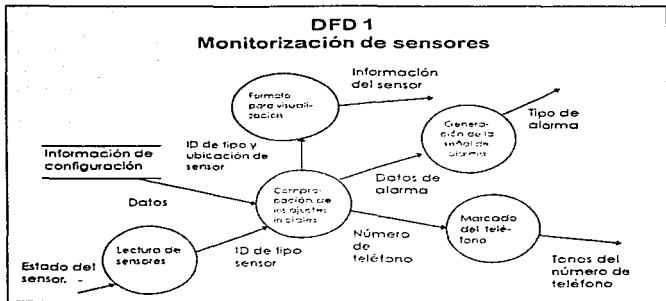 DFD 1
Monitorización de sensores
Formato
para visuali-
zación
Información
del sensor
Genera-
ción de la
señal de
alarma
Tipo de
alarma
Información de
configuración
ID de tipo y
ubicación de
sensor
Datos
Datos de
alarma
Compro-
bación de
los ajustes
iniciales
Lectura de
sensores
ID de tipo
sensor
Número
de
teléfono
Marcado
del telé-
fono
Estado del
sensor.
Tonos del
número de
teléfono